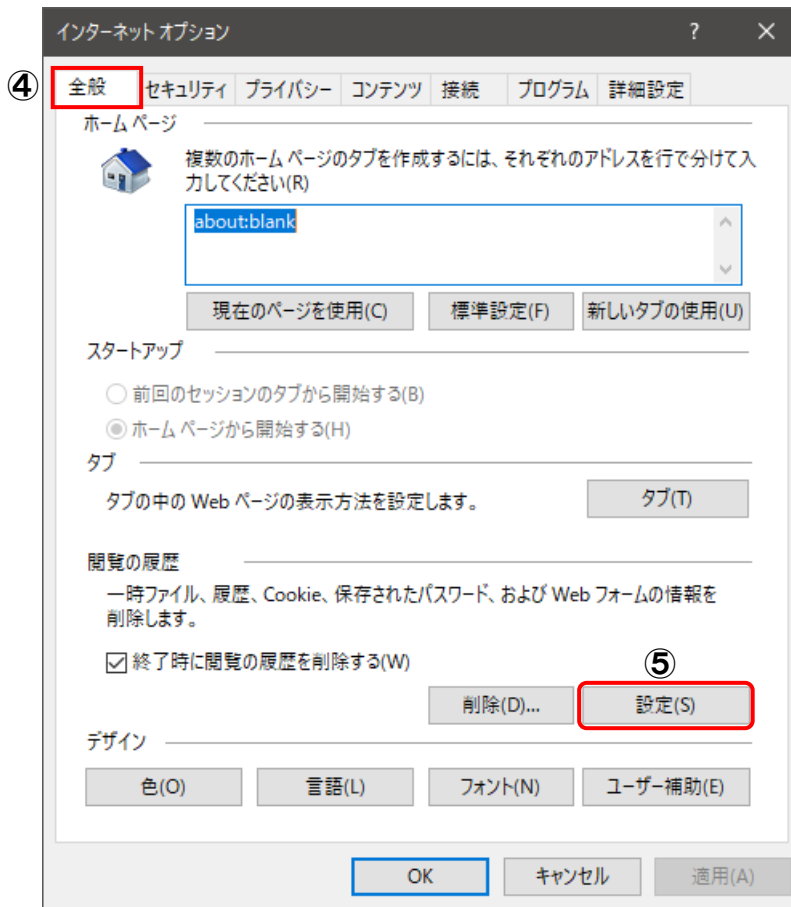 インターネット オプション ? ×
④ 全般 セキュリティ プライバシー コンテンツ 接続 プログラム 詳細設定
ホーム ページ
複数のホーム ページのタブを作成するには、それぞれのアドレスを行で分けて入
力してください(R)
about:blank
現在のページを使用(C) 標準設定(F) 新しいタブの使用(U)
スタートアップ
前回のセッションのタブから開始する(B)
ホーム ページから開始する(H)
タブ
タブの中の Web ページの表示方法を設定します。 タブ(T)
閲覧の履歴
一時ファイル、履歴、Cookie、保存されたパスワード、および Web フォームの情報を
削除します。
終了時に閲覧の履歴を削除する(W)
⑤
削除(D)... 設定(S)
デザイン
色(O) 言語(L) フォント(N) ユーザー補助(E)
OK キャンセル 適用(A)